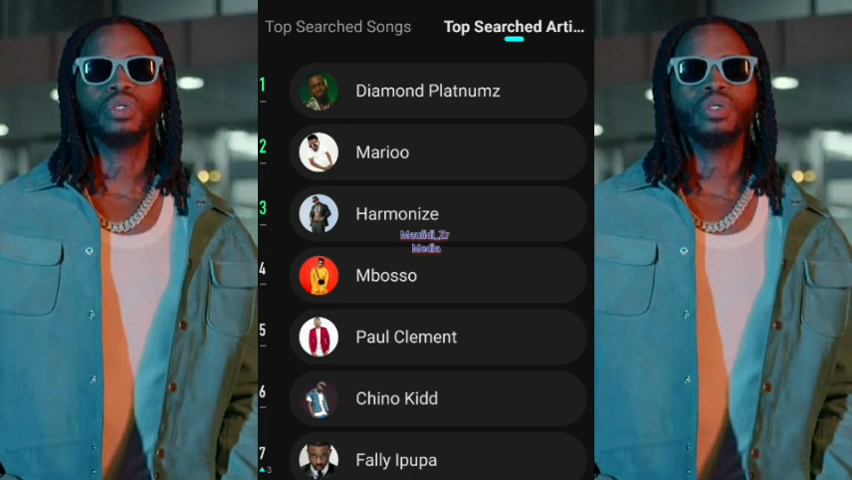 Top Searched Songs
Top Searched Arti...
1
Diamond Platnumz
2
Marioo
3
Harmonize
Maulidi_Zr
Media
4
Mbosso
5
Paul Clement
6
Chino Kidd
7
3
Fally Ipupa